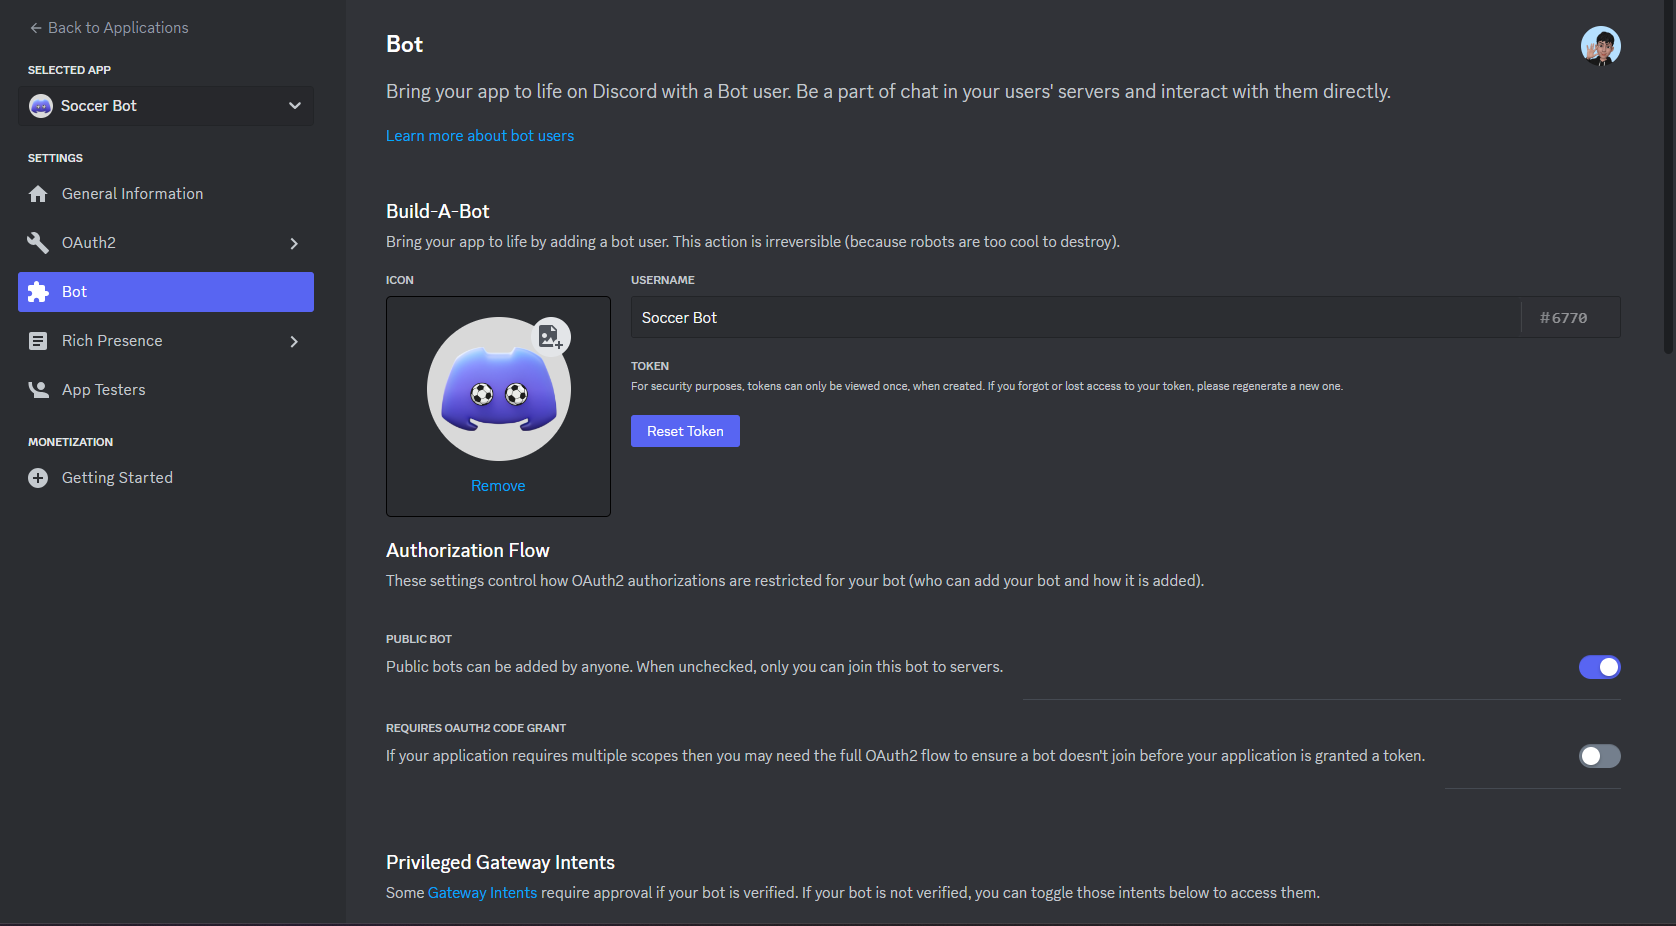 Back to Applications
SELECTED APP
Soccer Bot
SETTINGS
General Information
OAuth2
Bot
Rich Presence
App Testers
MONETIZATION
Getting Started
Bot
Bring your app to life on Discord with a Bot user. Be a part of chat in your users' servers and interact with them directly.
Learn more about bot users
Build-A-Bot
Bring your app to life by adding a bot user. This action is irreversible (because robots are too cool to destroy).
ICON
Remove
USERNAME
Soccer Bot #6770
TOKEN
For security purposes, tokens can only be viewed once, when created. If you forgot or lost access to your token, please regenerate a new one.
Reset Token
Authorization Flow
These settings control how OAuth2 authorizations are restricted for your bot (who can add your bot and how it is added).
PUBLIC BOT
Public bots can be added by anyone. When unchecked, only you can join this bot to servers.
REQUIRES OAUTH2 CODE GRANT
If your application requires multiple scopes then you may need the full OAuth2 flow to ensure a bot doesn't join before your application is granted a token.
Privileged Gateway Intents
Some Gateway Intents require approval if your bot is verified. If your bot is not verified, you can toggle those intents below to access them.